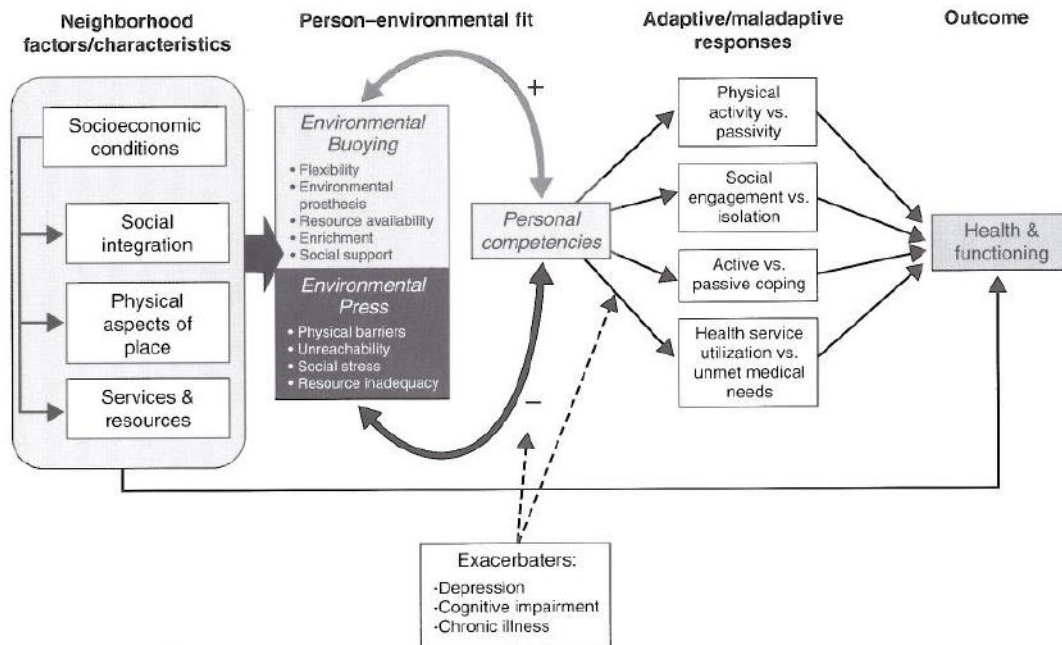 Neighborhood
factors/characteristics
Socioeconomic
conditions
Social
integration
Physical
aspects of
place
Services &
resources
Person–environmental fit
Environmental
Buoying
• Flexibility
• Environmental
prosthesis
• Resource availability
• Enrichment
• Social support
Environmental
Press
• Physical barriers
• Unreachability
• Social stress
• Resource inadequacy
+
Personal
competencies
–
Adaptive/maladaptive
responses
Physical
activity vs.
passivity
Social
engagement vs.
isolation
Active vs.
passive coping
Health service
utilization vs.
unmet medical
needs
Outcome
Health &
functioning
Exacerbaters:
-Depression
-Cognitive impairment
-Chronic illness